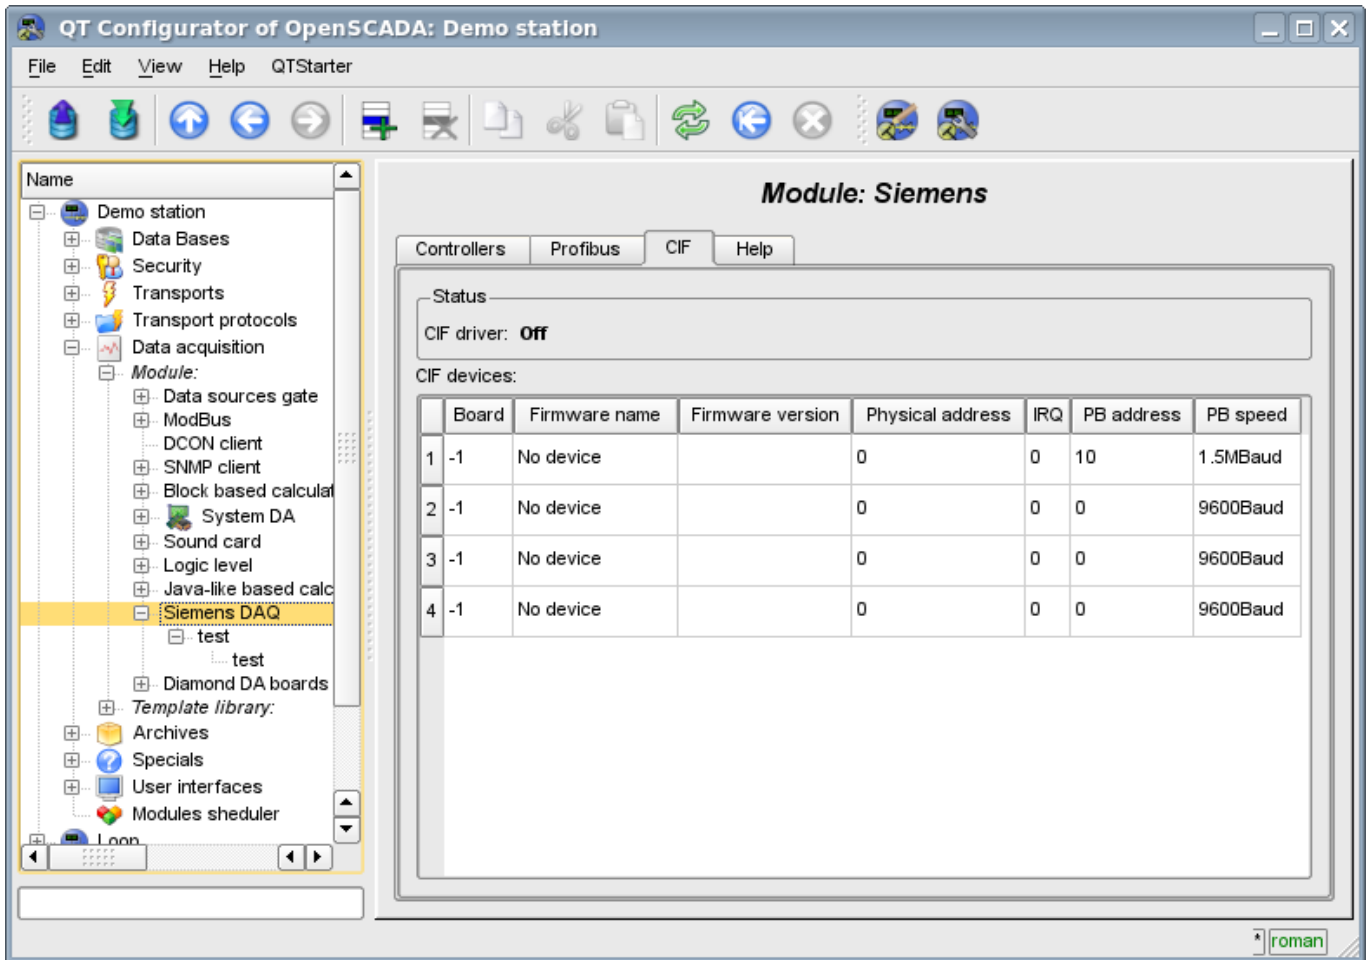 QT Configurator of OpenSCADA: Demo station
File Edit View Help QTStarter
Name
Demo station
Data Bases
Security
Transports
Transport protocols
Data acquisition
Module:
Data sources gate
ModBus
DCON client
SNMP client
Block based calculat
System DA
Sound card
Logic level
Java-like based calc
Siemens DAQ
test
test
Diamond DA boards
Template library:
Archives
Specials
User interfaces
Modules sheduler
Loop
Module: Siemens
Controllers Profibus CIF Help
Status
CIF driver: Off
CIF devices:
Board Firmware name Firmware version Physical address IRQ PB address PB speed
1 -1 No device 0 0 10 1.5MBaud
2 -1 No device 0 0 0 9600Baud
3 -1 No device 0 0 0 9600Baud
4 -1 No device 0 0 0 9600Baud
* roman